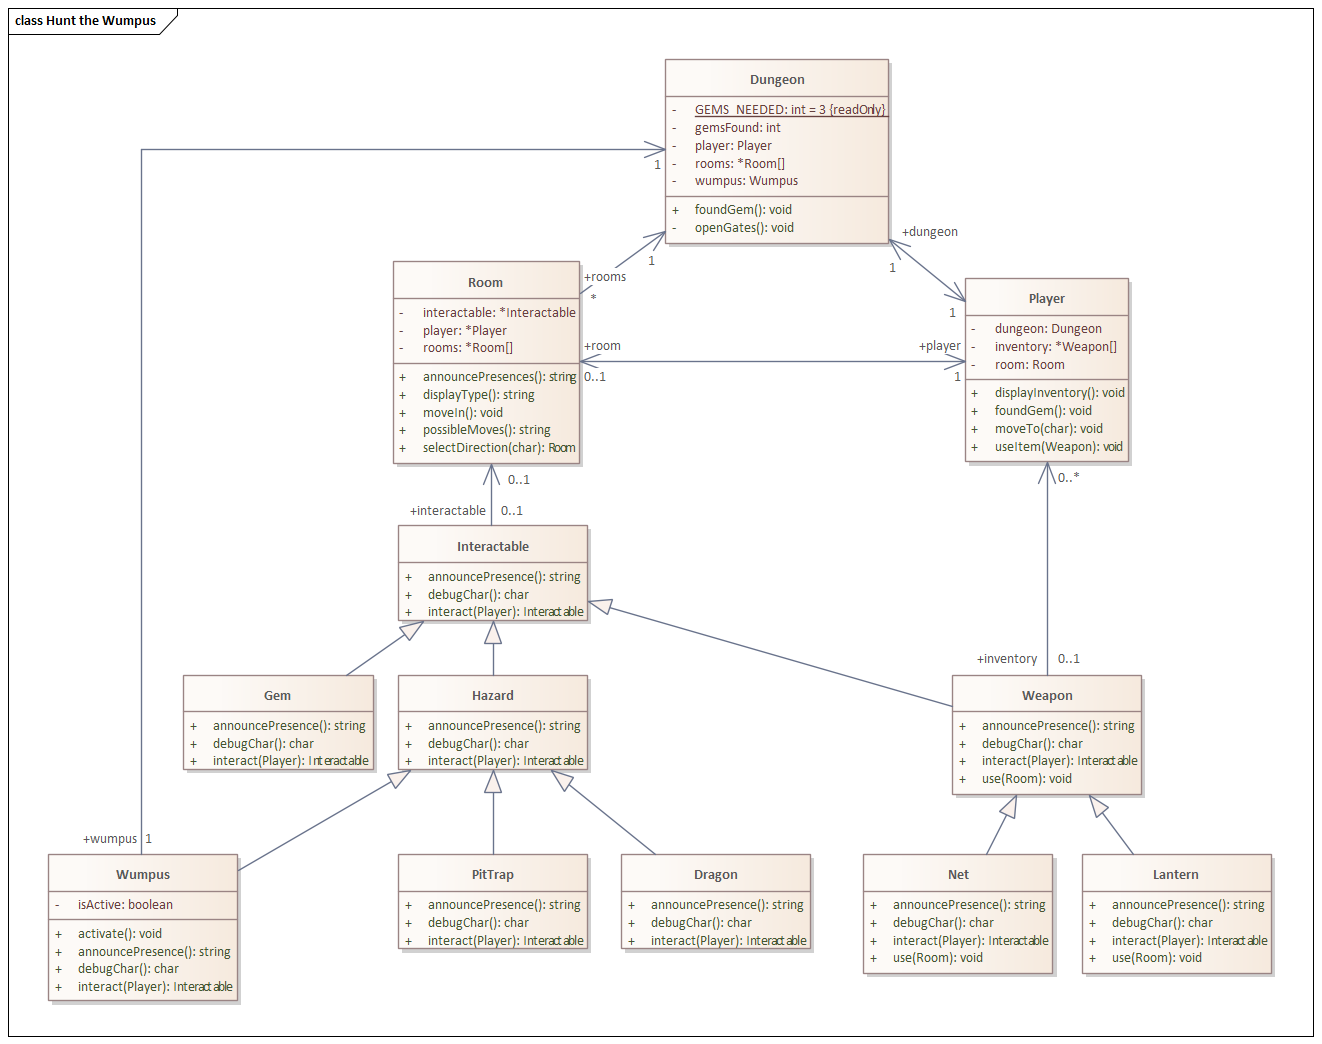 class Hunt the Wumpus
Dungeon
- GEMS_NEEDED: int = 3 {readOnly}
- gemsFound: int
- player: Player
- rooms: *Room[]
- wumpus: Wumpus
+ foundGem(): void
- openGates(): void
1
+rooms
*
1
+dungeon
1
1
Room
- interactable: *Interactable
- player: *Player
- rooms: *Room[]
+ announcePresences(): string
+ displayType(): string
+ moveIn(): void
+ possibleMoves(): string
+ selectDirection(char): Room
Player
- dungeon: Dungeon
- inventory: *Weapon[]
- room: Room
+ displayInventory(): void
+ foundGem(): void
+ moveTo(char): void
+ useItem(Weapon): void
+room
0..1
+player
1
0..1
+interactable 0..1
0..*
+inventory 0..1
Interactable
+ announcePresence(): string
+ debugChar(): char
+ interact(Player): Interactable
Gem
+ announcePresence(): string
+ debugChar(): char
+ interact(Player): Interactable
Hazard
+ announcePresence(): string
+ debugChar(): char
+ interact(Player): Interactable
Weapon
+ announcePresence(): string
+ debugChar(): char
+ interact(Player): Interactable
+ use(Room): void
+wumpus 1
Wumpus
- isActive: boolean
+ activate(): void
+ announcePresence(): string
+ debugChar(): char
+ interact(Player): Interactable
PitTrap
+ announcePresence(): string
+ debugChar(): char
+ interact(Player): Interactable
Dragon
+ announcePresence(): string
+ debugChar(): char
+ interact(Player): Interactable
Net
+ announcePresence(): string
+ debugChar(): char
+ interact(Player): Interactable
+ use(Room): void
Lantern
+ announcePresence(): string
+ debugChar(): char
+ interact(Player): Interactable
+ use(Room): void